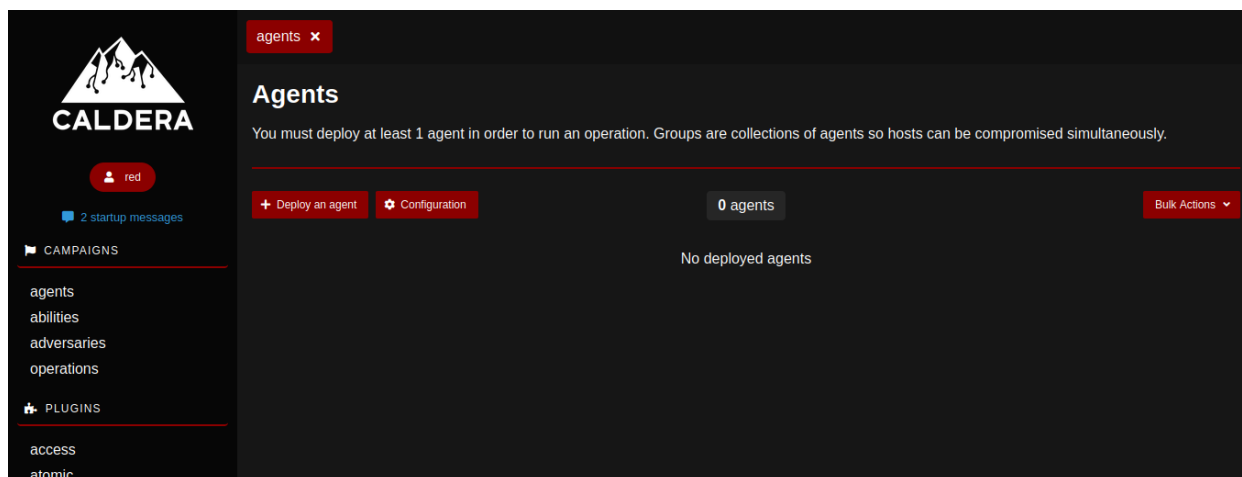 CALDERA
red
2 startup messages
CAMPAIGNS
agents
abilities
adversaries
operations
PLUGINS
access
atomic
agents ×
Agents
You must deploy at least 1 agent in order to run an operation. Groups are collections of agents so hosts can be compromised simultaneously.
+ Deploy an agent
Configuration
0 agents
Bulk Actions
No deployed agents